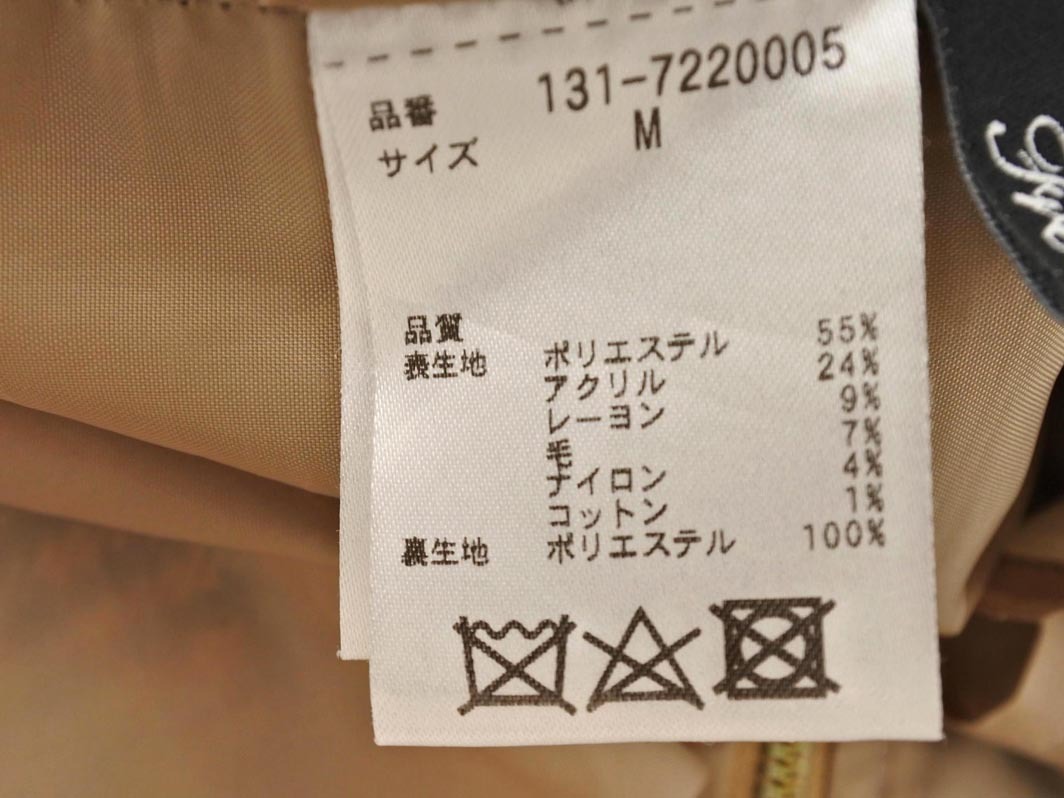 品番 131-7220005
サイズ M
品質
表生地 ポリエステル 55%
アクリル 24%
レーヨン 9%
毛 7%
ナイロン 4%
コットン 1%
裏生地 ポリエステル 100%